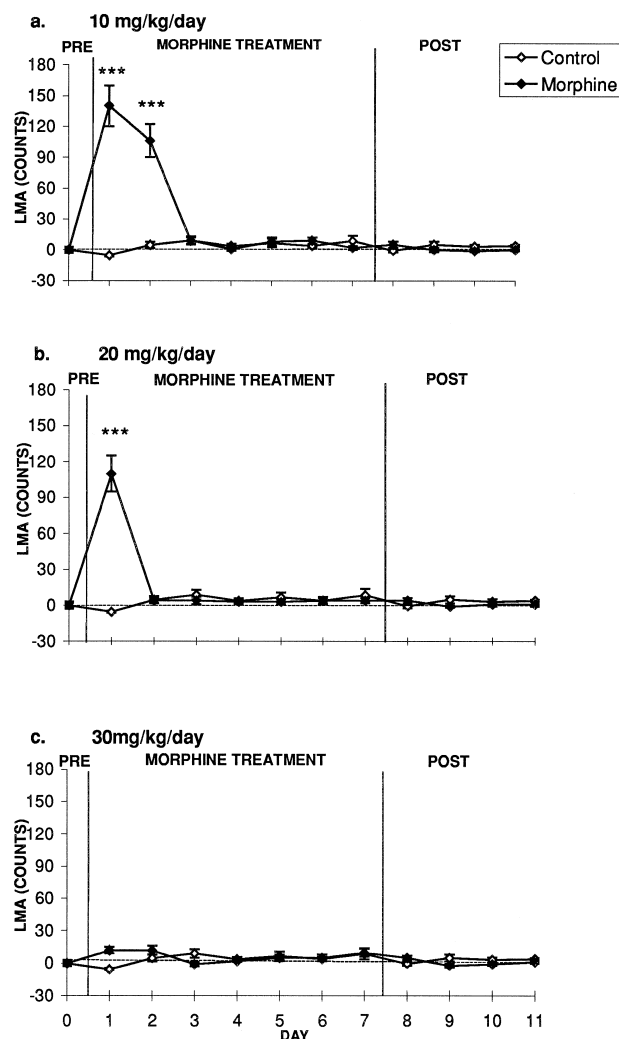 a. 10 mg/kg/day
PRE MORPHINE TREATMENT POST
Control
Morphine
180
150
120
90
60
30
0
-30
LMA (COUNTS)
***
***
b. 20 mg/kg/day
PRE MORPHINE TREATMENT POST
180
150
120
90
60
30
0
-30
LMA (COUNTS)
***
c. 30mg/kg/day
PRE MORPHINE TREATMENT POST
180
150
120
90
60
30
0
-30
LMA (COUNTS)
0 1 2 3 4 5 6 7 8 9 10 11
DAY